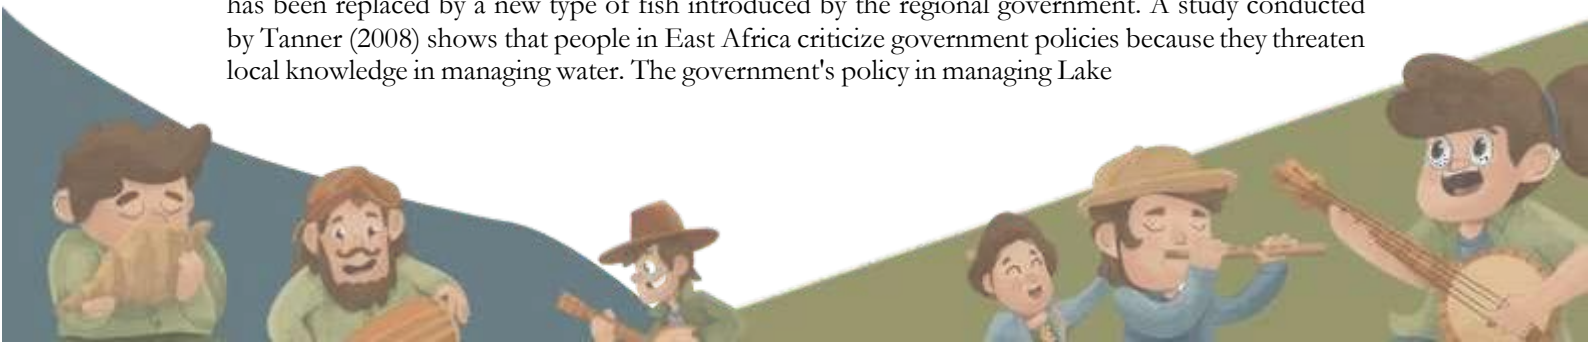 has been replaced by a new type of fish introduced by the regional government. A study conducted
by Tanner (2008) shows that people in East Africa criticize government policies because they threaten
local knowledge in managing water. The government's policy in managing Lake